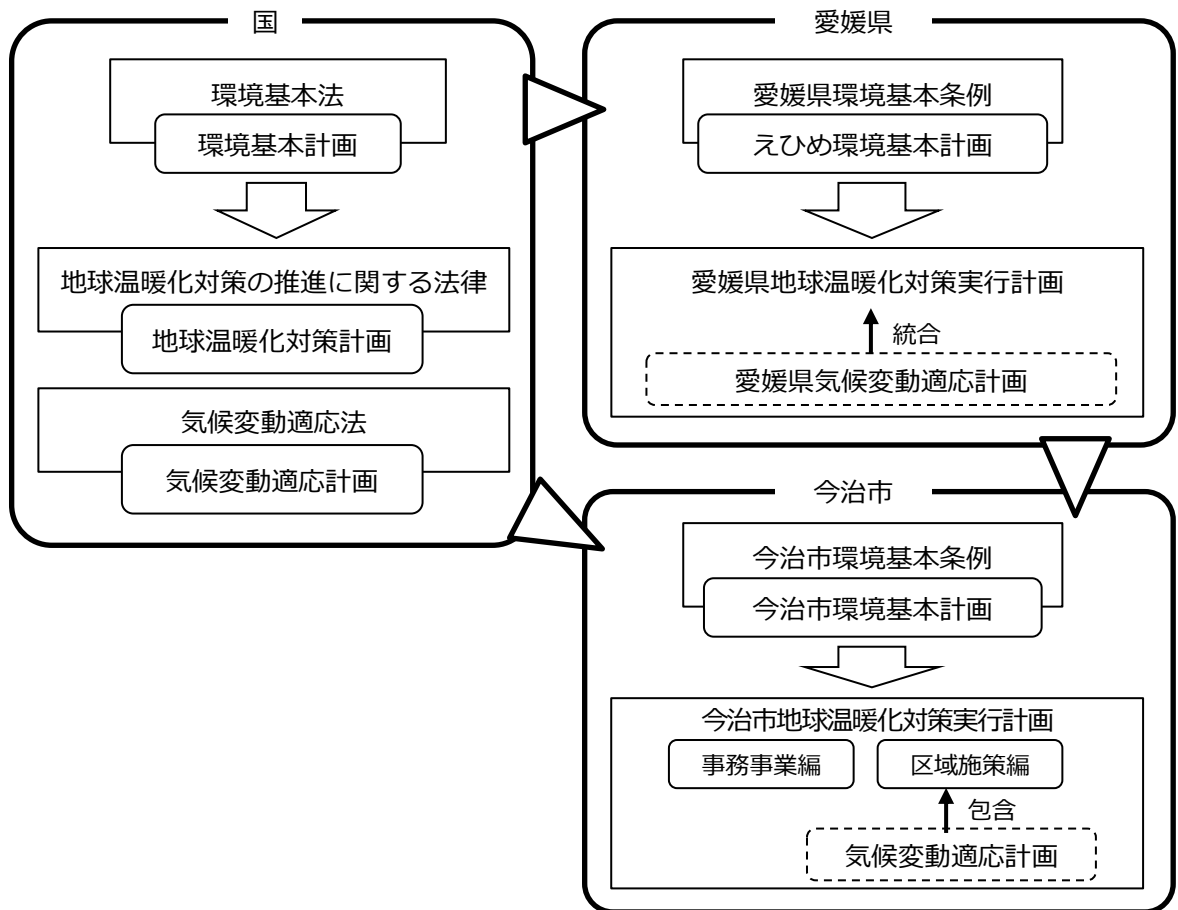 国
環境基本法
環境基本計画
地球温暖化対策の推進に関する法律
地球温暖化対策計画
気候変動適応法
気候変動適応計画
愛媛県
愛媛県環境基本条例
えひめ環境基本計画
愛媛県地球温暖化対策実行計画
統合
愛媛県気候変動適応計画
今治市
今治市環境基本条例
今治市環境基本計画
今治市地球温暖化対策実行計画
事務事業編
区域施策編
包含
気候変動適応計画